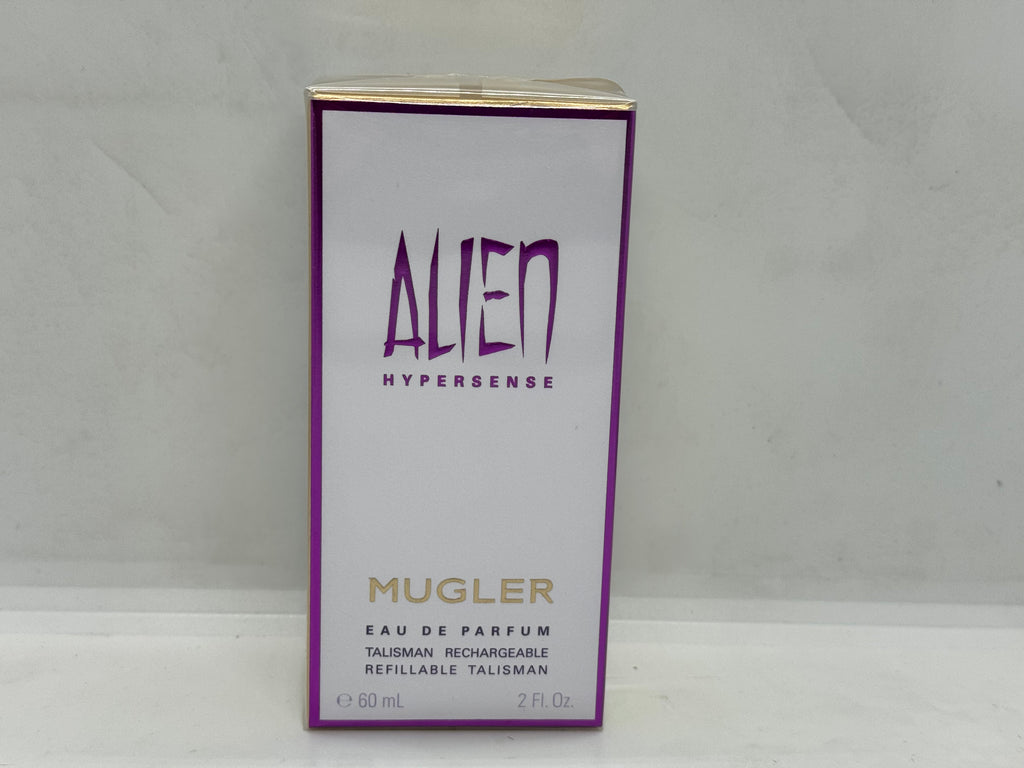 ALIEN
HYPERSENSE
MUGLER
EAU DE PARFUM
TALISMAN RECHARGEABLE
REFILLABLE TALISMAN
℮ 60 mL 2 Fl. Oz.